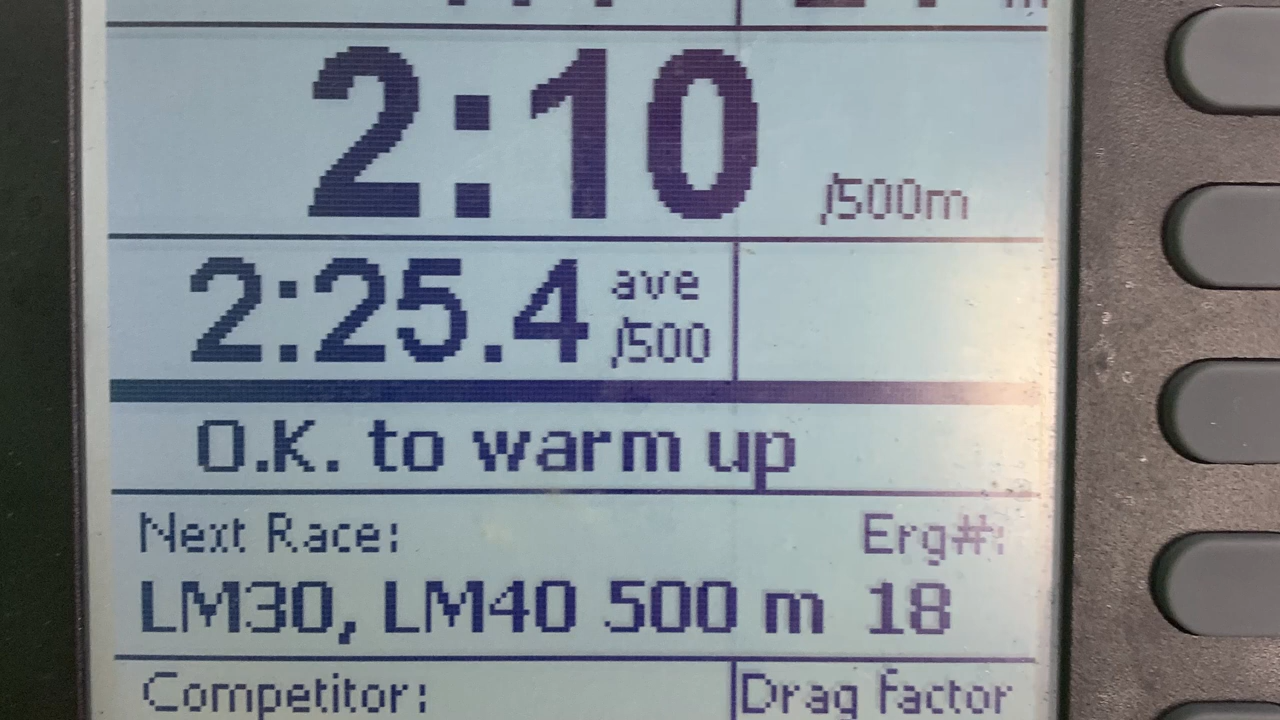 2:10 /500m
2:25.4 ave /500
O.K. to warm up
Next Race: Erg#:
LM30, LM40 500 m 18
Competitor: Drag factor